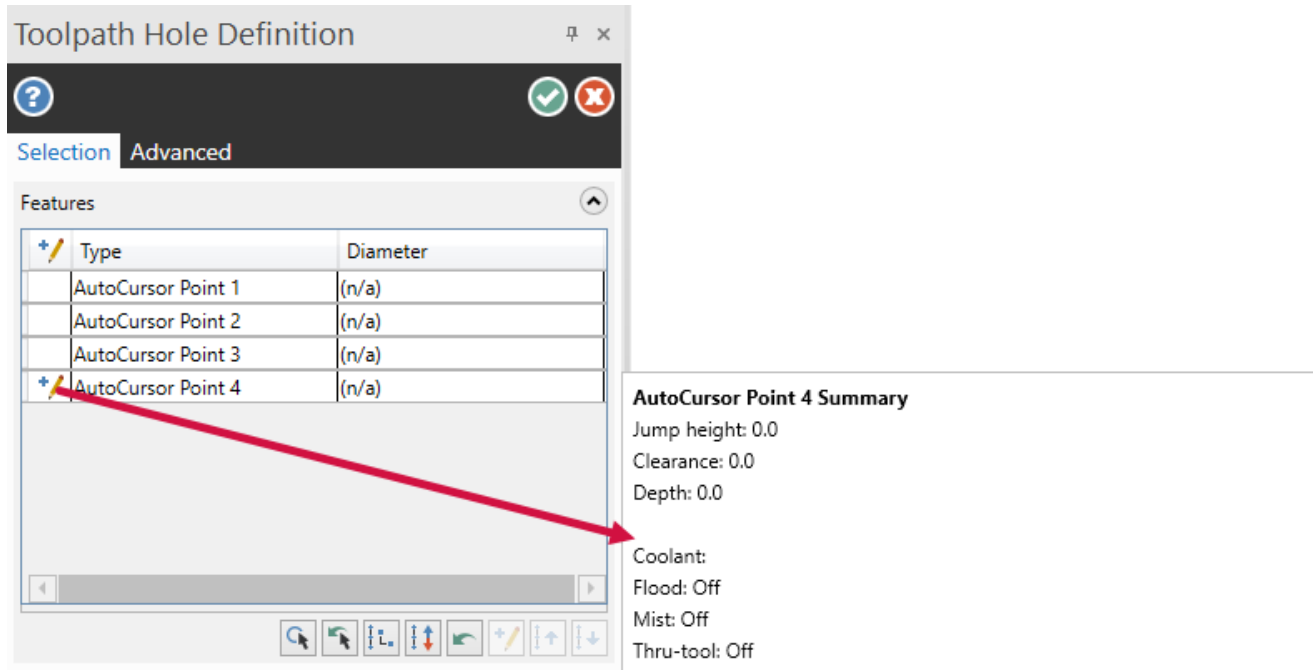 Toolpath Hole Definition
Selection Advanced
Features
Type Diameter
AutoCursor Point 1 (n/a)
AutoCursor Point 2 (n/a)
AutoCursor Point 3 (n/a)
AutoCursor Point 4 (n/a)
AutoCursor Point 4 Summary
Jump height: 0.0
Clearance: 0.0
Depth: 0.0
Coolant:
Flood: Off
Mist: Off
Thru-tool: Off